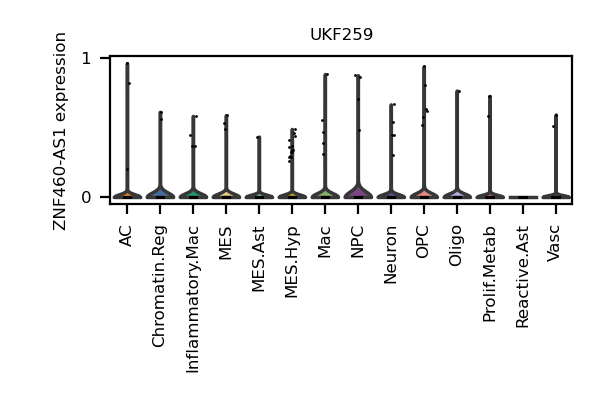 UKF259
ZNF460-AS1 expression
1
0
AC
Chromatin.Reg
Inflammatory.Mac
MES
MES.Ast
MES.Hyp
Mac
NPC
Neuron
OPC
Oligo
Prolif.Metab
Reactive.Ast
Vasc